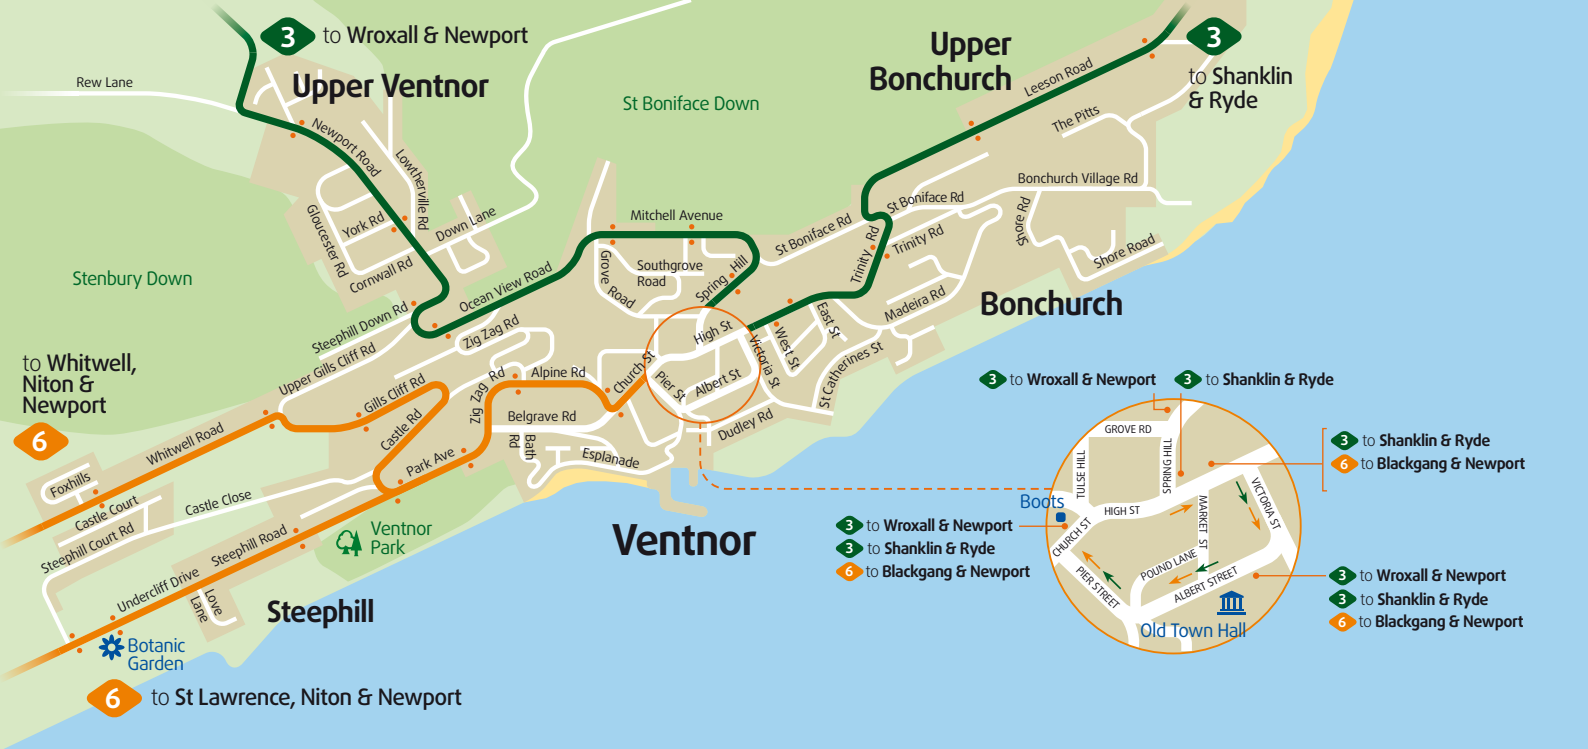 3 to Wroxall & Newport
Upper Ventnor
Rew Lane
St Boniface Down
Upper
Bonchurch
3
to Shanklin
& Ryde
Leeson Road
The Pitts
Newport Road
Lowtherville Rd
Gloucester Rd
York Rd
Cornwall Rd
Down Lane
Mitchell Avenue
St Boniface Rd
St Boniface Rd
Bonchurch Village Rd
Shore Rd
Shore Road
Trinity Rd
Trinity Rd
Stenbury Down
Ocean View Road
Grove Road
Southgrove
Road
Spring Hill
Madeira Rd
Bonchurch
Steephill Down Rd
Zig Zag Rd
Upper Gills Cliff Rd
High St
East St
West St
Victoria St
St Catherines St
to Whitwell,
Niton &
Newport
6
Gills Cliff Rd
Zig Zag Rd
Alpine Rd
Church St
Pier St
Albert St
Castle Rd
Belgrave Rd
Dudley Rd
Whitwell Road
Park Ave
Bath
Rd
Esplanade
Foxhills
Castle Court
Castle Close
Steephill Court Rd
Steephill Road
Ventnor
Park
Ventnor
Undercliff Drive
Love
Lane
Steephill
Botanic
Garden
6 to St Lawrence, Niton & Newport
3 to Wroxall & Newport
3 to Shanklin & Ryde
GROVE RD
TULSE HILL
SPRING HILL
3 to Shanklin & Ryde
6 to Blackgang & Newport
Boots
HIGH ST
MARKET ST
VICTORIA ST
CHURCH ST
3 to Wroxall & Newport
3 to Shanklin & Ryde
6 to Blackgang & Newport
PIER STREET
POUND LANE
ALBERT STREET
Old Town Hall
3 to Wroxall & Newport
3 to Shanklin & Ryde
6 to Blackgang & Newport